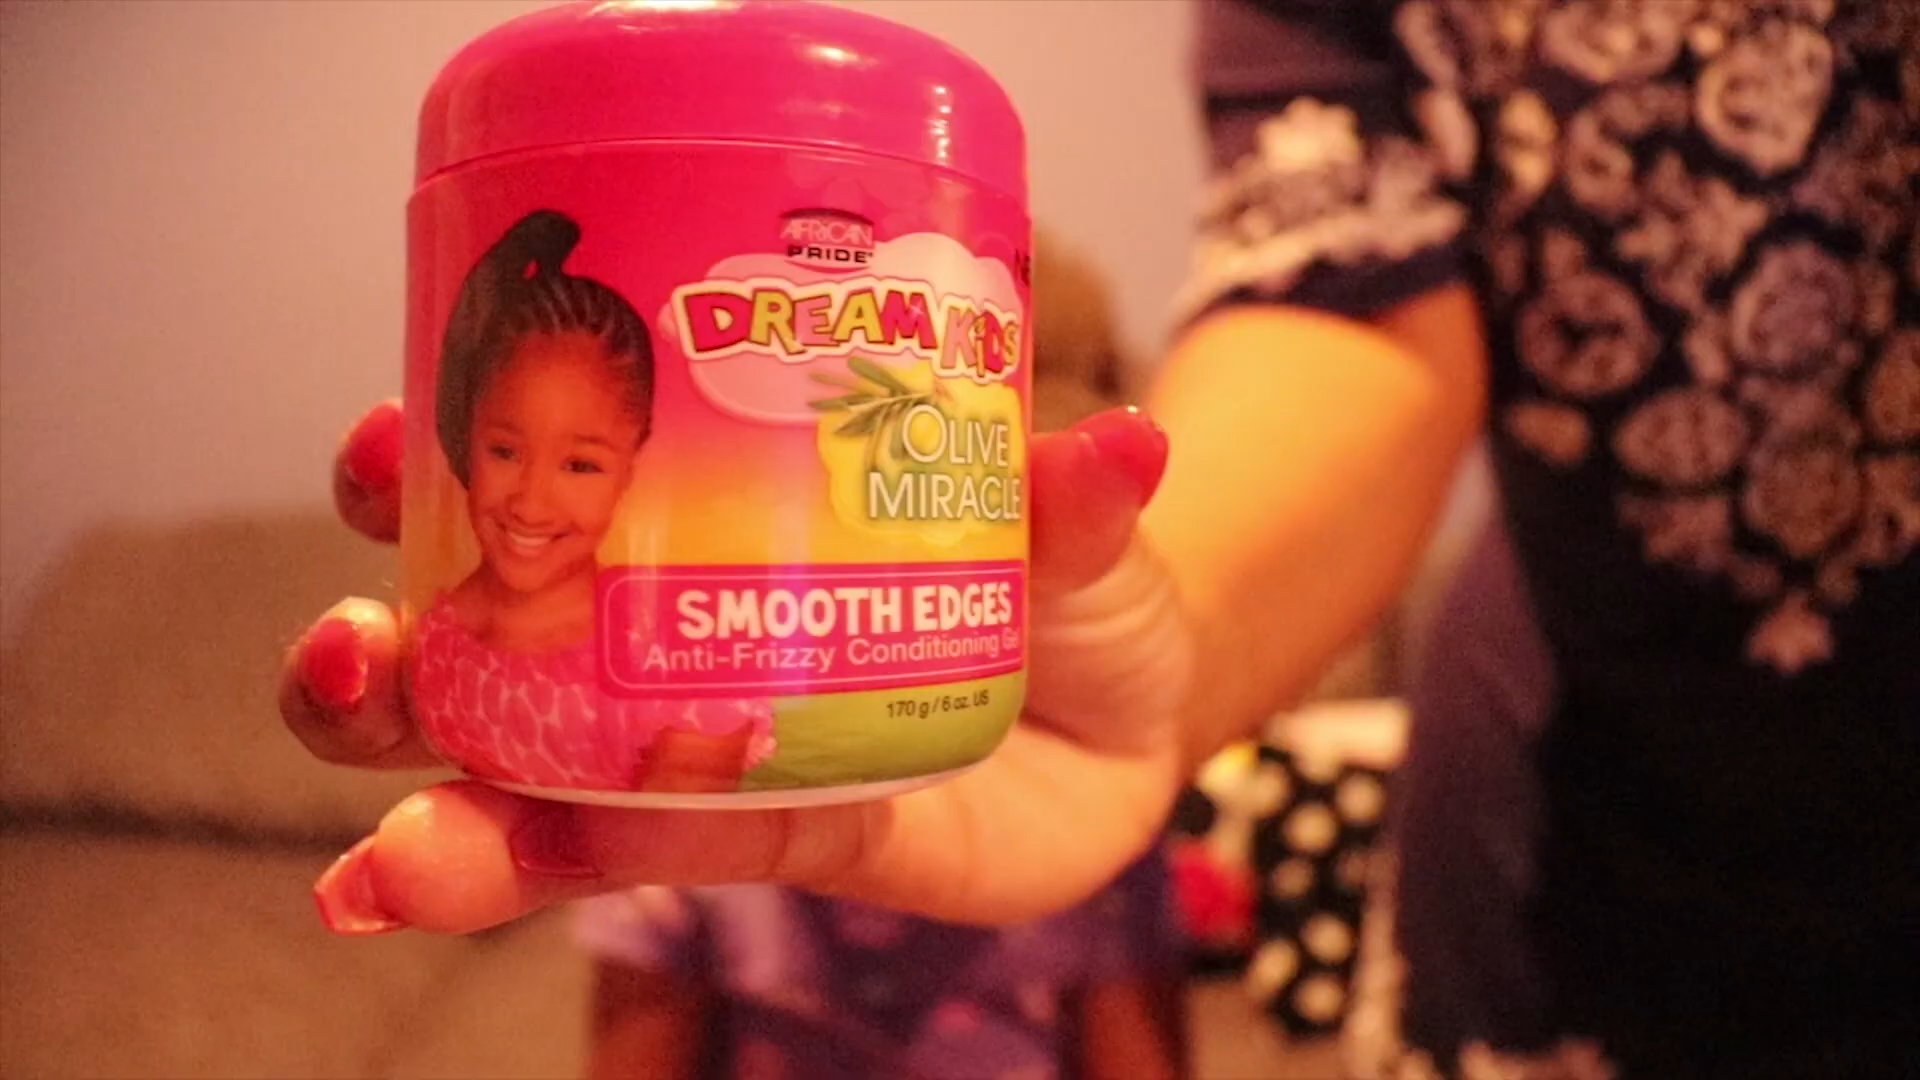 AFRICAN
PRIDE
DREAM KiDS
OLIVE
MIRACLE
SMOOTH EDGES
Anti-Frizzy Conditioning Gel
170 g / 6 oz. US